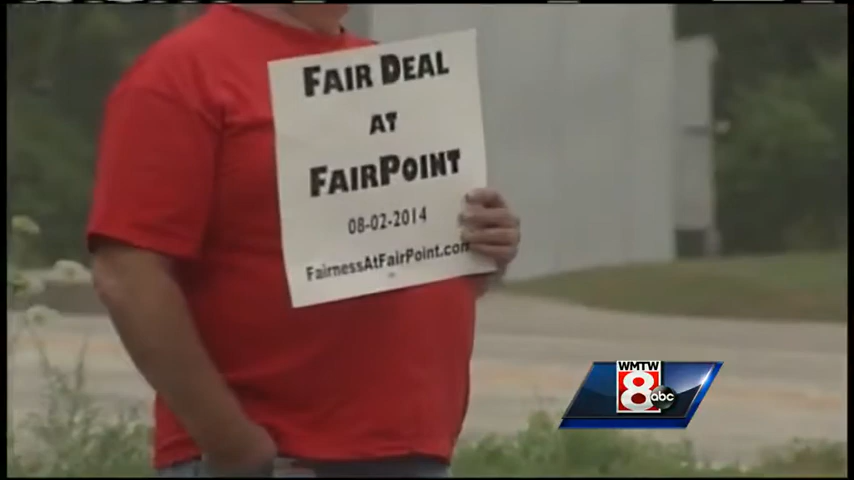 FAIR DEAL
AT
FAIRPOINT
08-02-2014
FairnessAtFairPoint.com
WMTW
8
abc